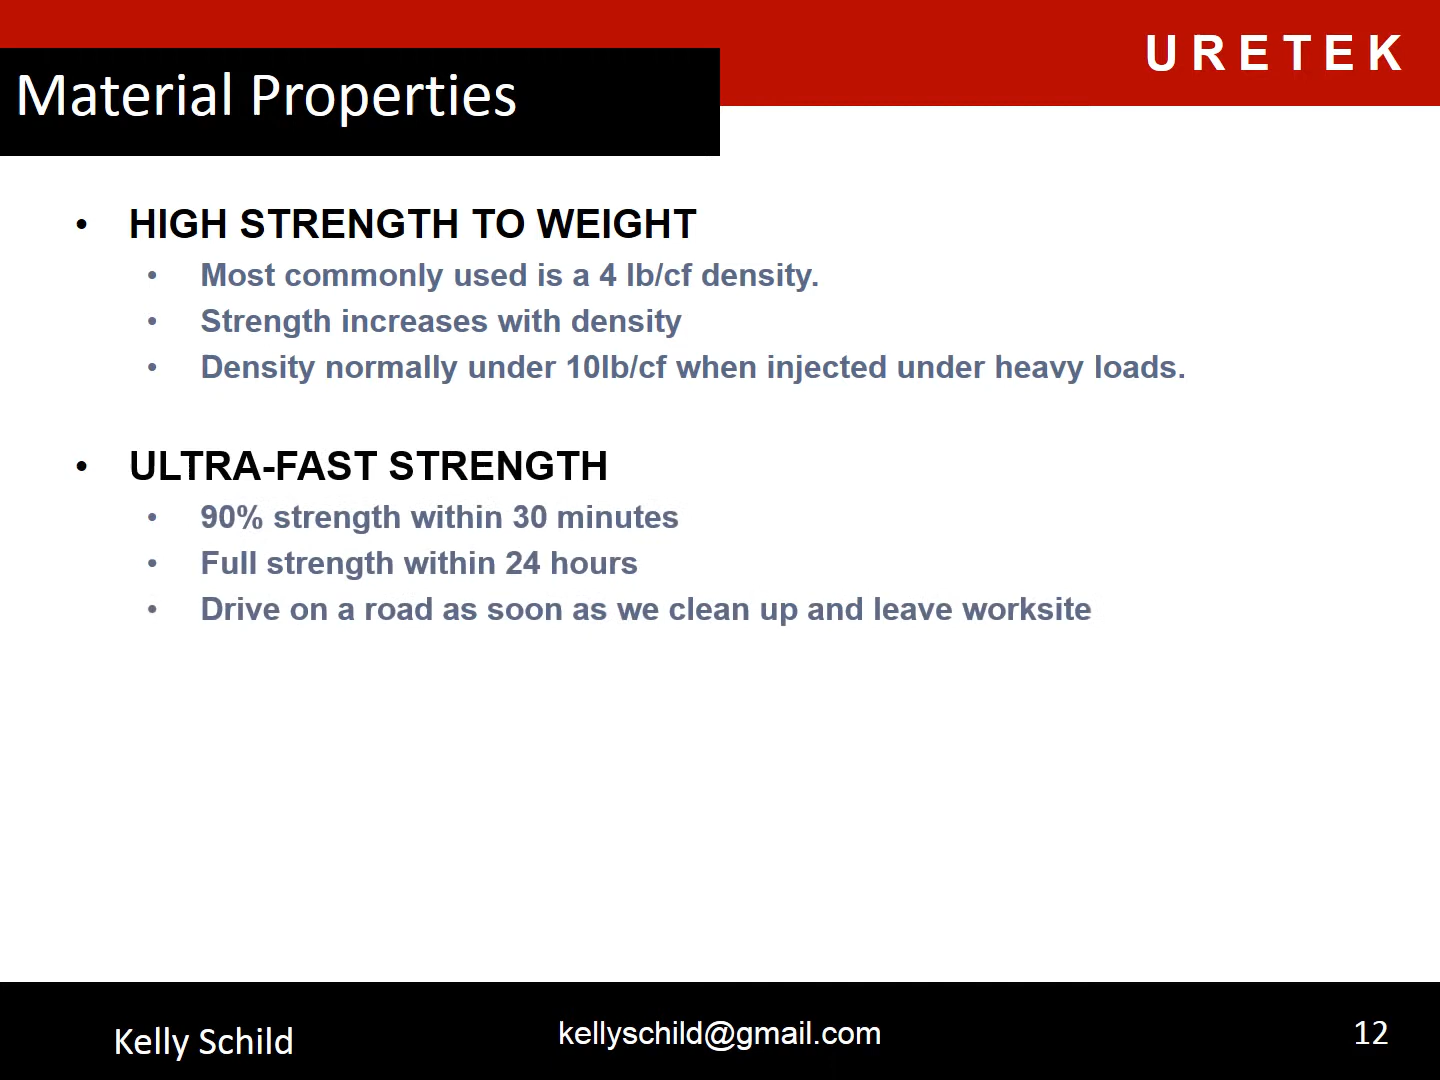 URETEK
Material Properties
• HIGH STRENGTH TO WEIGHT
• Most commonly used is a 4 lb/cf density.
• Strength increases with density
• Density normally under 10lb/cf when injected under heavy loads.
• ULTRA-FAST STRENGTH
• 90% strength within 30 minutes
• Full strength within 24 hours
• Drive on a road as soon as we clean up and leave worksite
Kelly Schild
kellyschild@gmail.com
12